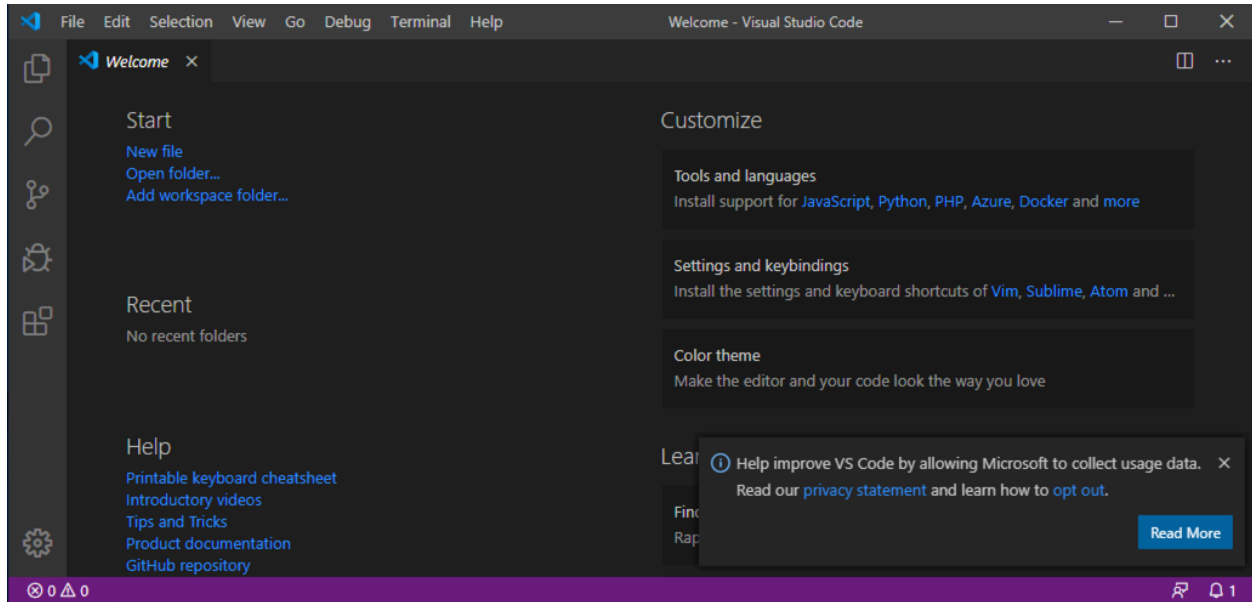 File Edit Selection View Go Debug Terminal Help Welcome - Visual Studio Code
Welcome
Start
New file
Open folder...
Add workspace folder...
Recent
No recent folders
Help
Printable keyboard cheatsheet
Introductory videos
Tips and Tricks
Product documentation
GitHub repository
Customize
Tools and languages
Install support for JavaScript, Python, PHP, Azure, Docker and more
Settings and keybindings
Install the settings and keyboard shortcuts of Vim, Sublime, Atom and ...
Color theme
Make the editor and your code look the way you love
Help improve VS Code by allowing Microsoft to collect usage data.
Read our privacy statement and learn how to opt out.
Read More
0 0
1